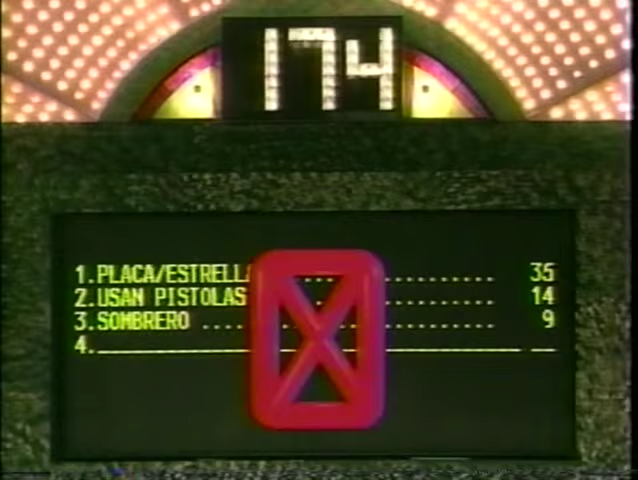 174
1.PLACA/ESTRELLA.................. 35
2.USAN PISTOLAS.................. 14
3.SOMBRERO .................. 9
4.
X